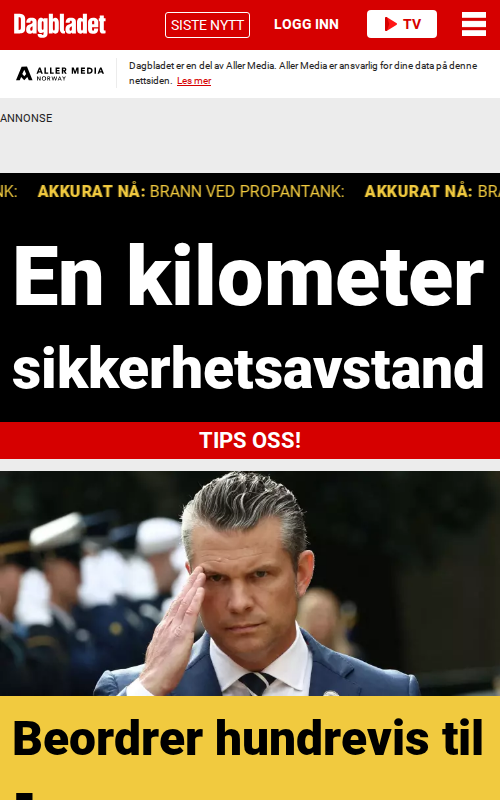 Dagbladet
SISTE NYTT
LOGG INN
TV
ALLER MEDIA
NORWAY
Dagbladet er en del av Aller Media. Aller Media er ansvarlig for dine data på denne
nettsiden. Les mer
ANNONSE
NK: AKKURAT NÅ: BRANN VED PROPANTANK: AKKURAT NÅ: BRA
En kilometer
sikkerhetsavstand
TIPS OSS!
Beordrer hundrevis til